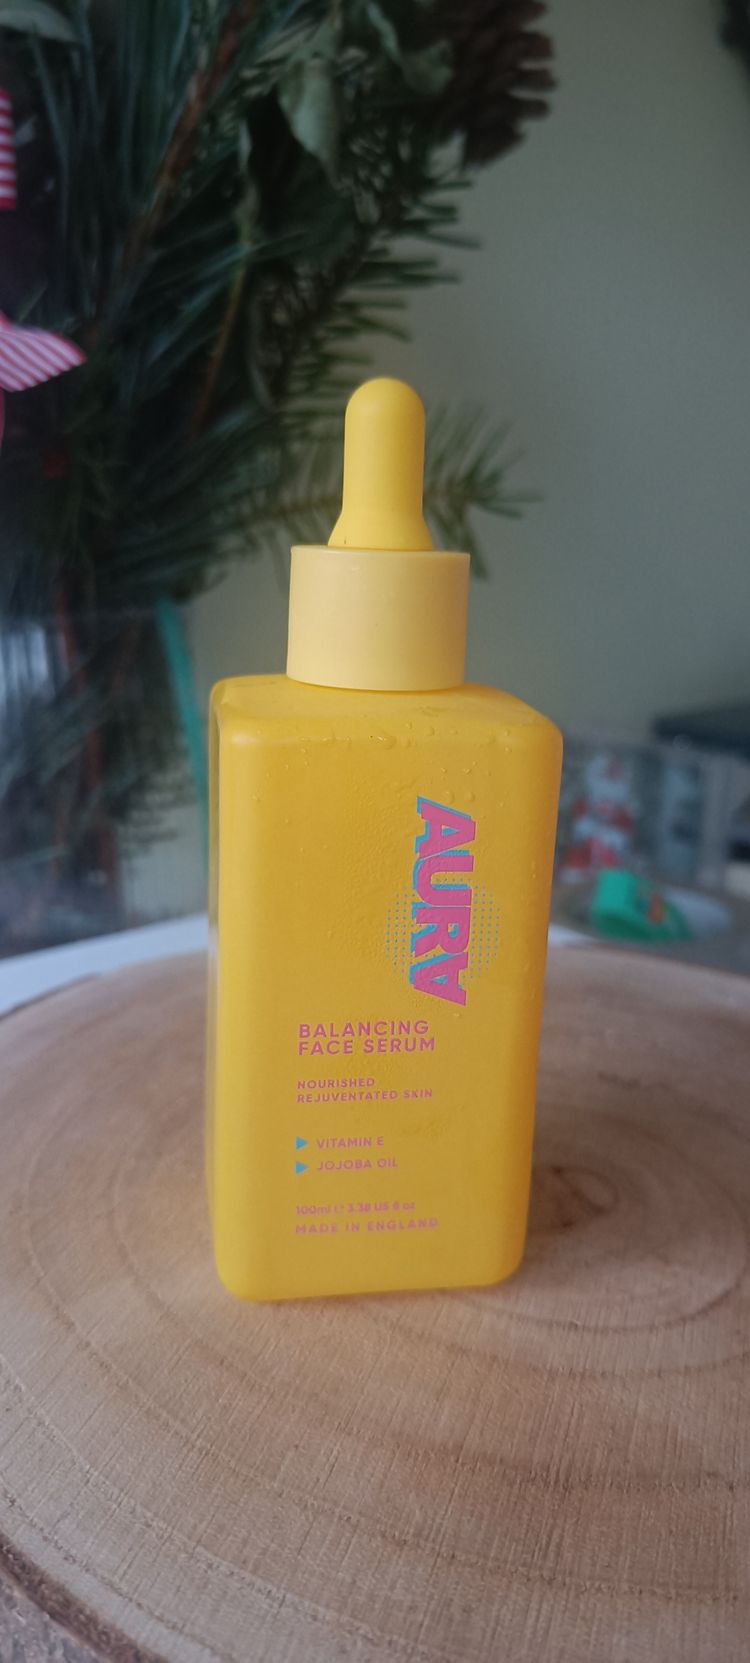 AURA
BALANCING
FACE SERUM
NOURISHED
REJUVENTATED SKIN
VITAMIN E
JOJOBA OIL
100ml ℮ 3.38 US fl oz
MADE IN ENGLAND